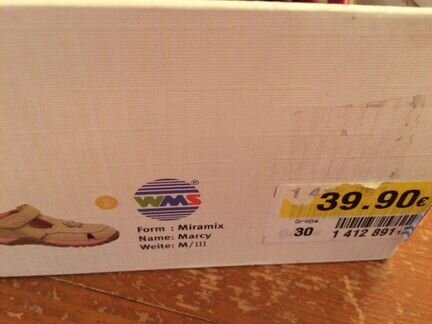 WMS®
Form : Miramix
Name: Marcy
Weite: M/III
39.90€
Größe
30
1 412 891